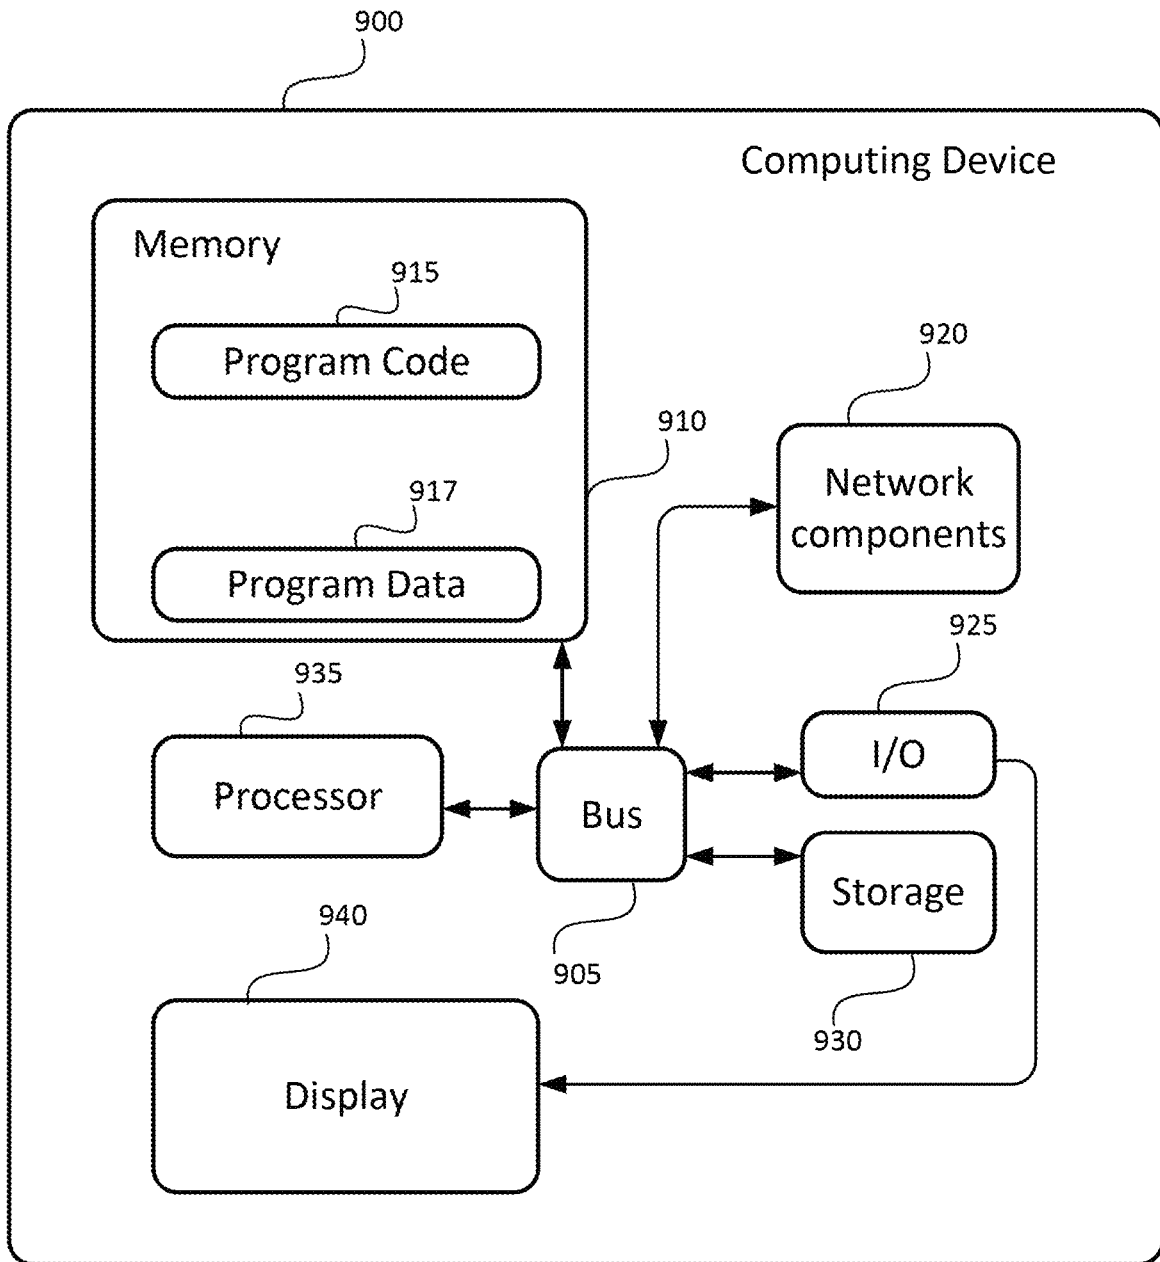 900
Computing Device
Memory
915
Program Code
920
910
Network
components
917
Program Data
925
935
I/O
Processor
Bus
Storage
940
905
930
Display